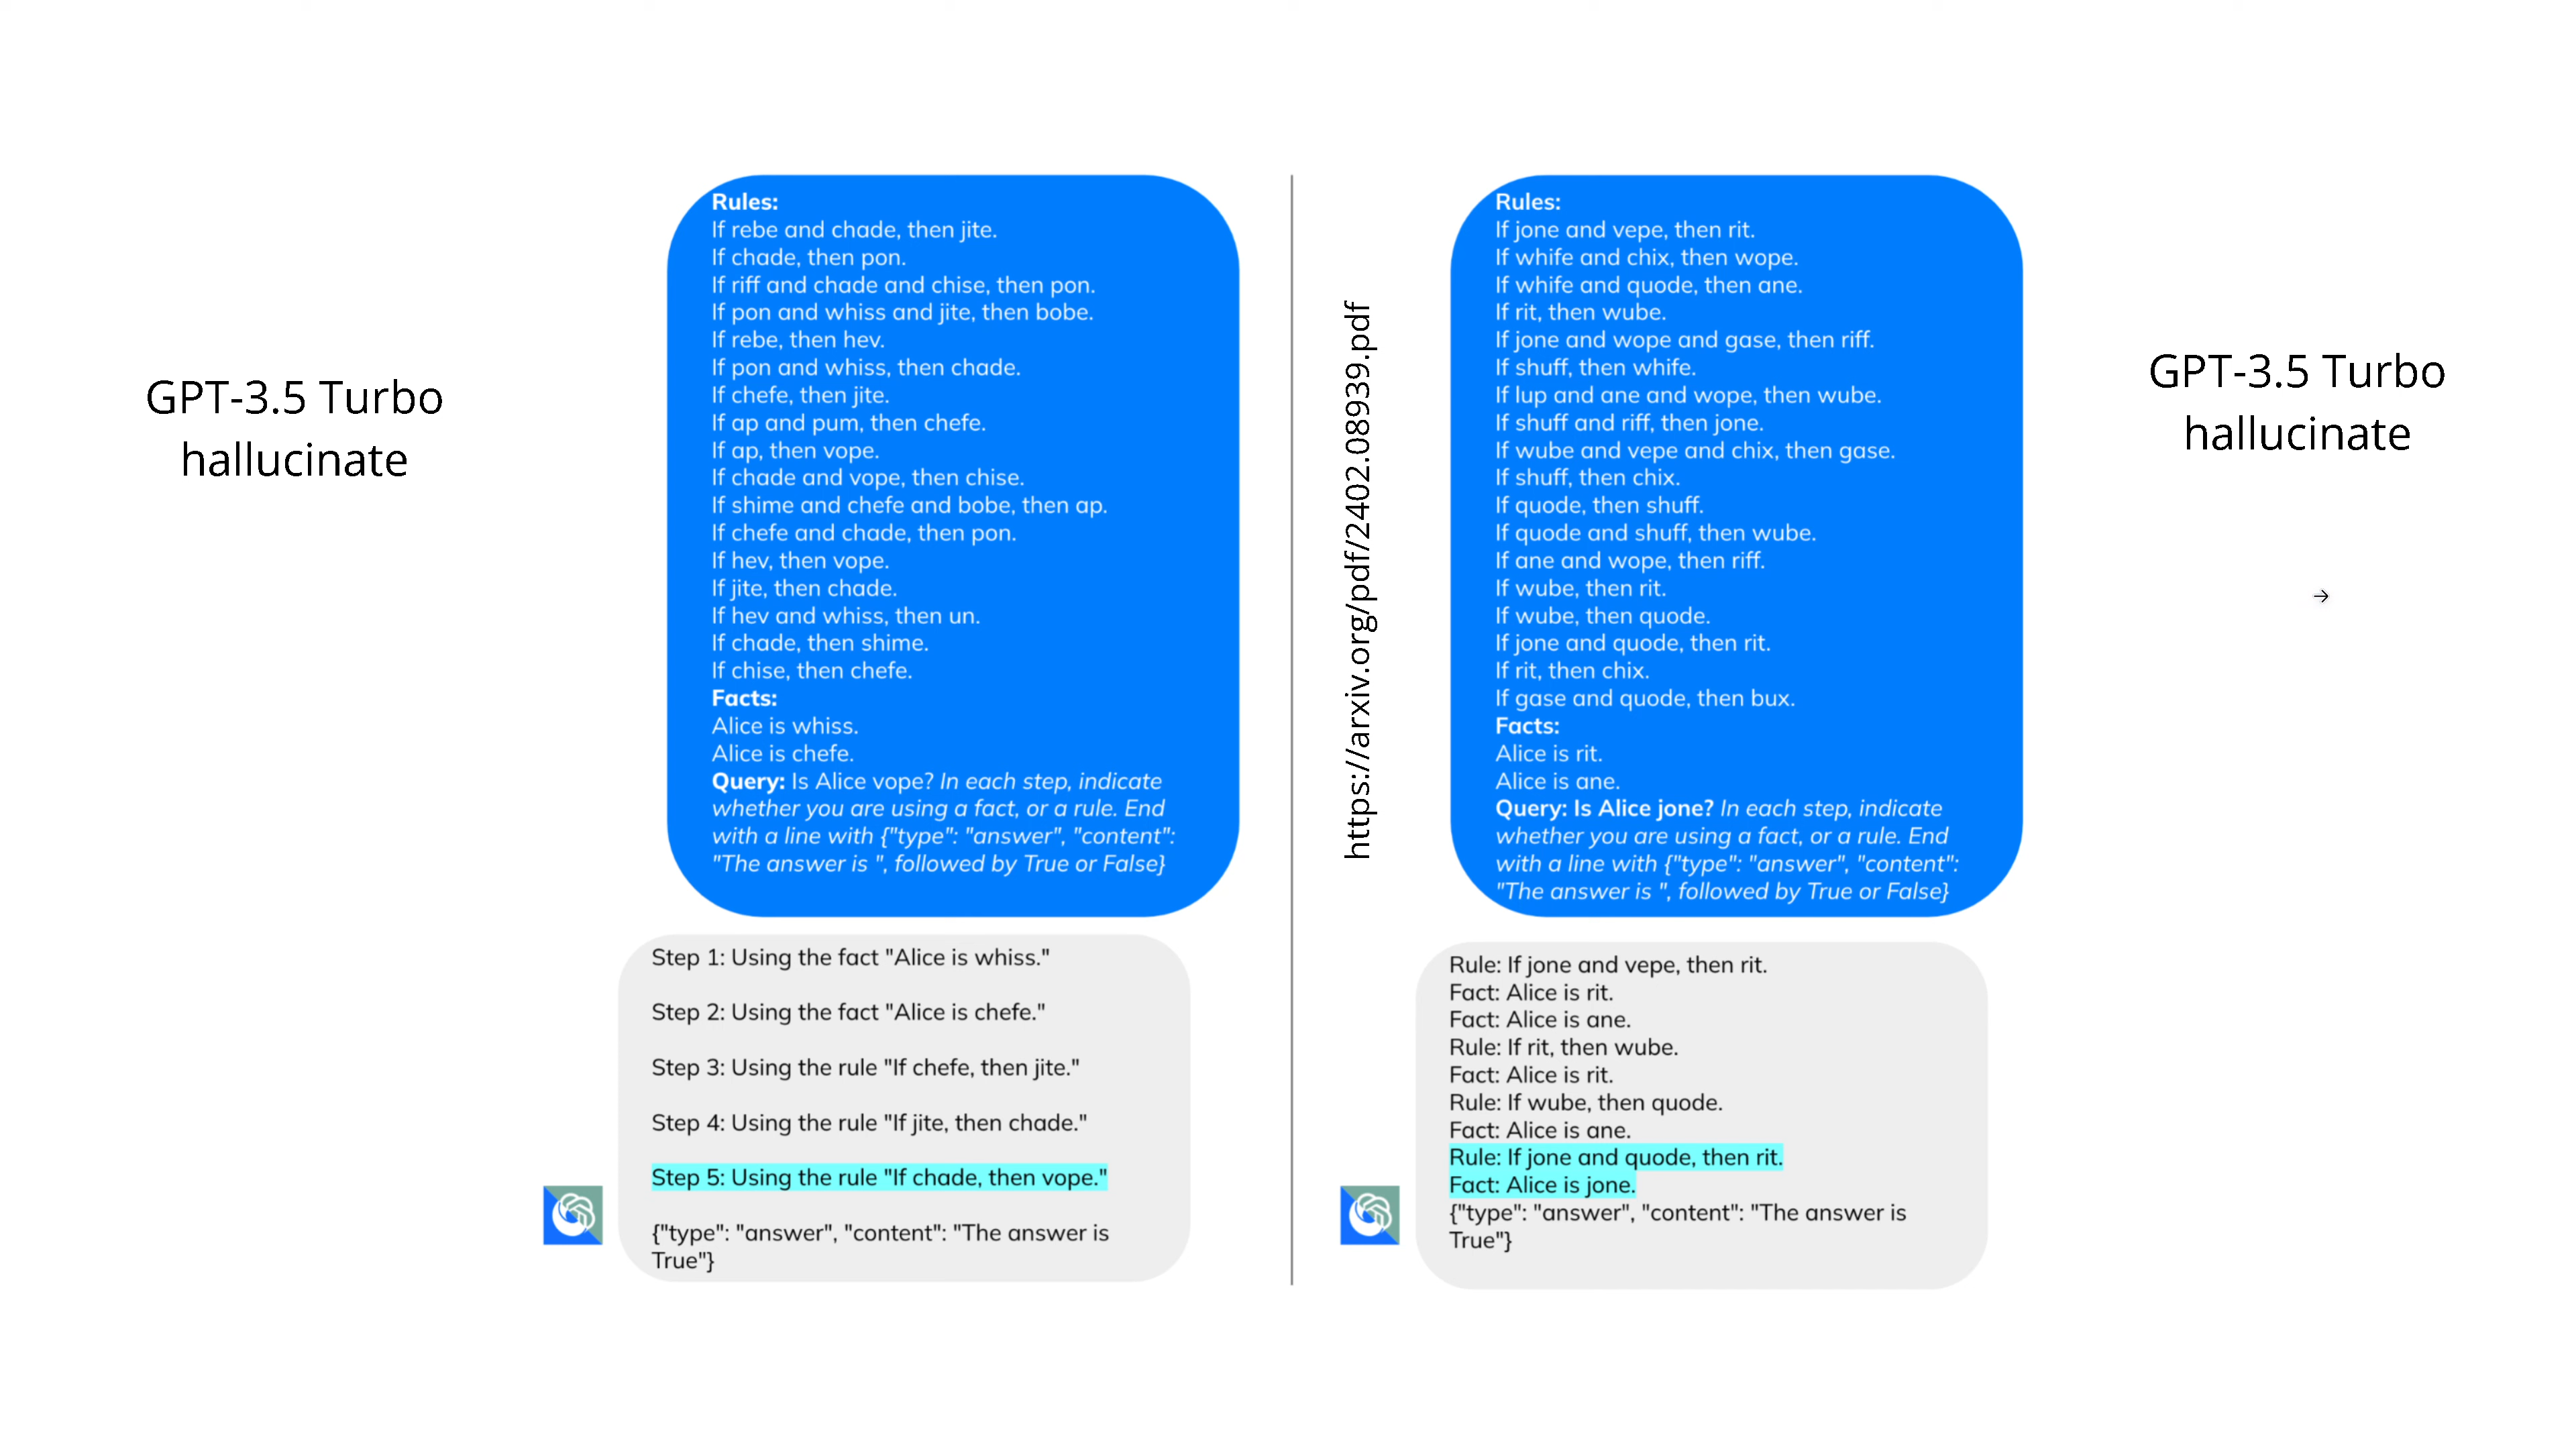 GPT-3.5 Turbo
hallucinate
Rules:
If rebe and chade, then jite.
If chade, then pon.
If riff and chade and chise, then pon.
If pon and whiss and jite, then bobe.
If rebe, then hev.
If pon and whiss, then chade.
If chefe, then jite.
If ap and pum, then chefe.
If ap, then vope.
If chade and vope, then chise.
If shime and chefe and bobe, then ap.
If chefe and chade, then pon.
If hev, then vope.
If jite, then chade.
If hev and whiss, then un.
If chade, then shime.
If chise, then chefe.
Facts:
Alice is whiss.
Alice is chefe.
Query: Is Alice vope? In each step, indicate
whether you are using a fact, or a rule. End
with a line with {"type": "answer", "content":
"The answer is ", followed by True or False}
Step 1: Using the fact "Alice is whiss."
Step 2: Using the fact "Alice is chefe."
Step 3: Using the rule "If chefe, then jite."
Step 4: Using the rule "If jite, then chade."
Step 5: Using the rule "If chade, then vope."
{"type": "answer", "content": "The answer is
True"}
https://arxiv.org/pdf/2402.08939.pdf
Rules:
If jone and vepe, then rit.
If whife and chix, then wope.
If whife and quode, then ane.
If rit, then wube.
If jone and wope and gase, then riff.
If shuff, then whife.
If lup and ane and wope, then wube.
If shuff and riff, then jone.
If wube and vepe and chix, then gase.
If shuff, then chix.
If quode, then shuff.
If quode and shuff, then wube.
If ane and wope, then riff.
If wube, then rit.
If wube, then quode.
If jone and quode, then rit.
If rit, then chix.
If gase and quode, then bux.
Facts:
Alice is rit.
Alice is ane.
Query: Is Alice jone? In each step, indicate
whether you are using a fact, or a rule. End
with a line with {"type": "answer", "content":
"The answer is ", followed by True or False}
Rule: If jone and vepe, then rit.
Fact: Alice is rit.
Fact: Alice is ane.
Rule: If rit, then wube.
Fact: Alice is rit.
Rule: If wube, then quode.
Fact: Alice is ane.
Rule: If jone and quode, then rit.
Fact: Alice is jone.
{"type": "answer", "content": "The answer is
True"}
GPT-3.5 Turbo
hallucinate